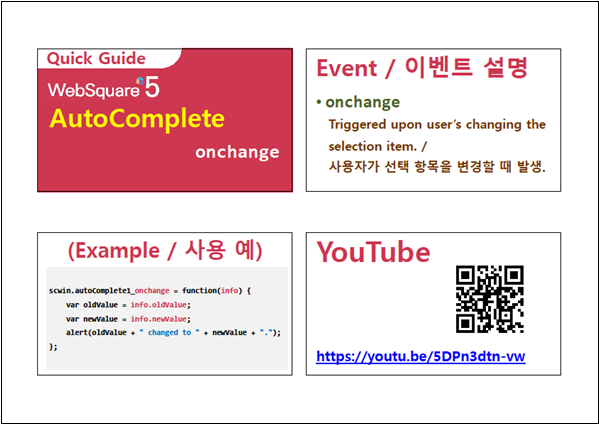 Quick Guide
WebSquare 5
AutoComplete
onchange
Event / 이벤트 설명
• onchange
Triggered upon user's changing the
selection item. /
사용자가 선택 항목을 변경할 때 발생.
(Example / 사용 예)
scwin.autoComplete1_onchange = function(info) {
var oldValue = info.oldValue;
var newValue = info.newValue;
alert(oldValue + " changed to " + newValue + ".");
};
YouTube
https://youtu.be/5DPn3dtn-vw